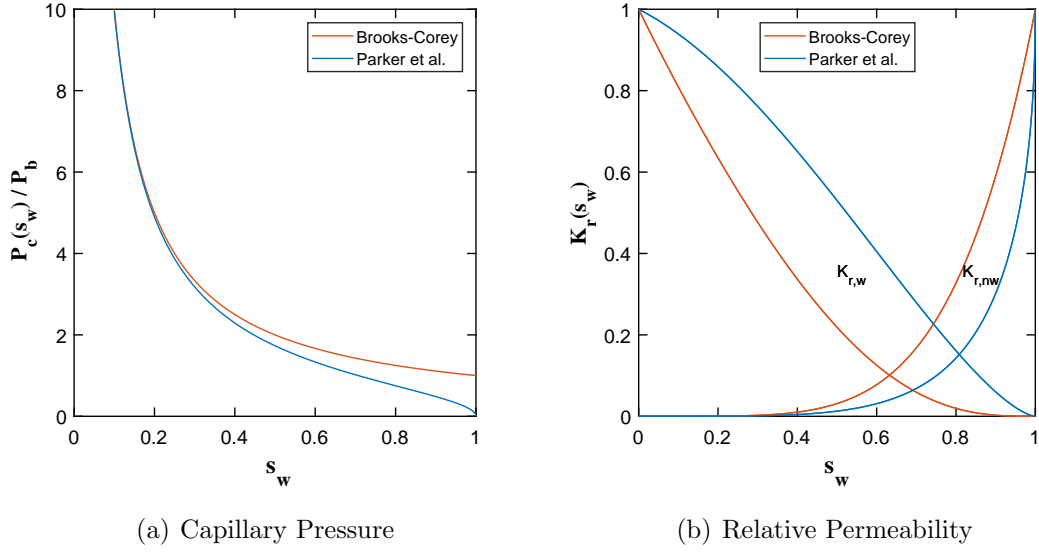 10
8
6
4
2
0
P_c(s_w) / P_b
Brooks-Corey
Parker et al.
0
0.2
0.4
0.6
0.8
1
s_w
(a) Capillary Pressure
1
0.8
0.6
0.4
0.2
0
K_r(s_w)
Brooks-Corey
Parker et al.
K_{r,w}
K_{r,nw}
0
0.2
0.4
0.6
0.8
1
s_w
(b) Relative Permeability